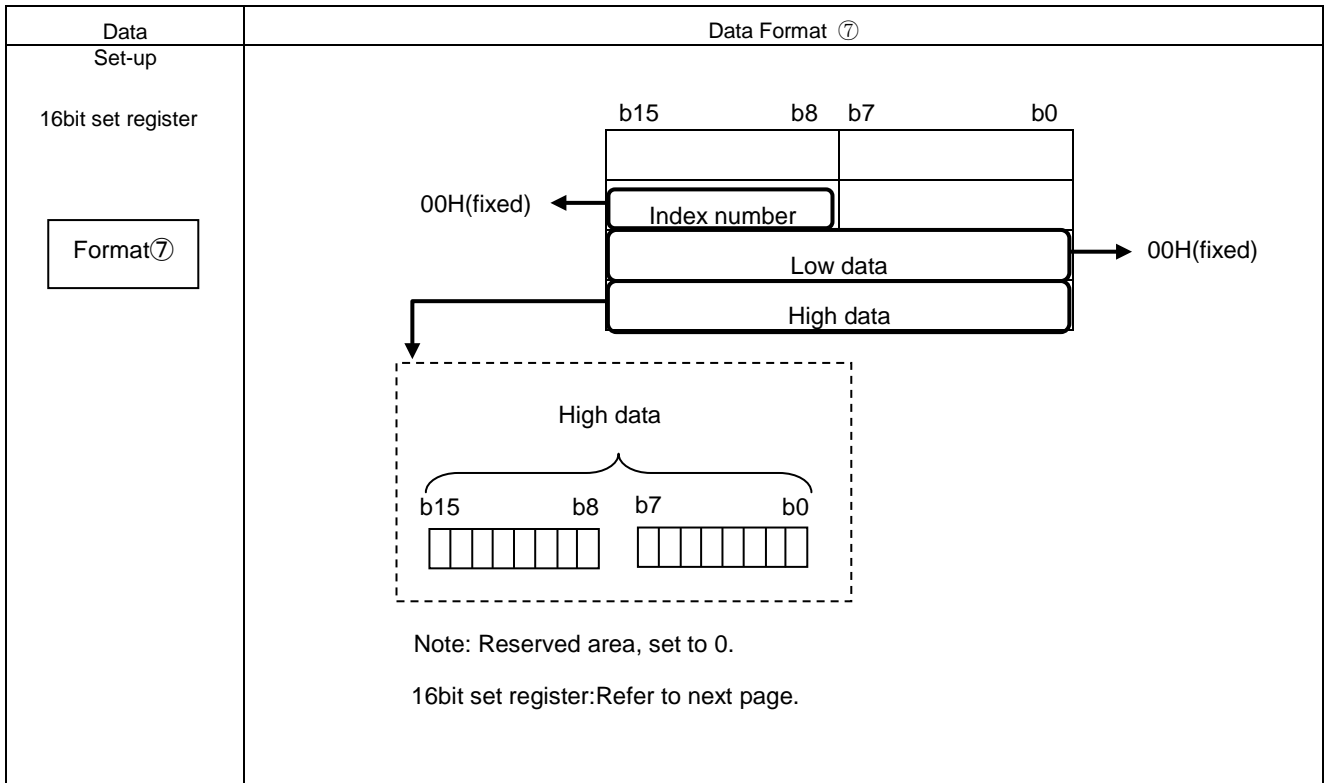 Data Data Format ⑦
Set-up
16bit set register
b15 b8 b7 b0
00H(fixed) Index number
Format⑦
Low data 00H(fixed)
High data
High data
b15 b8 b7 b0
Note: Reserved area, set to 0.
16bit set register:Refer to next page.